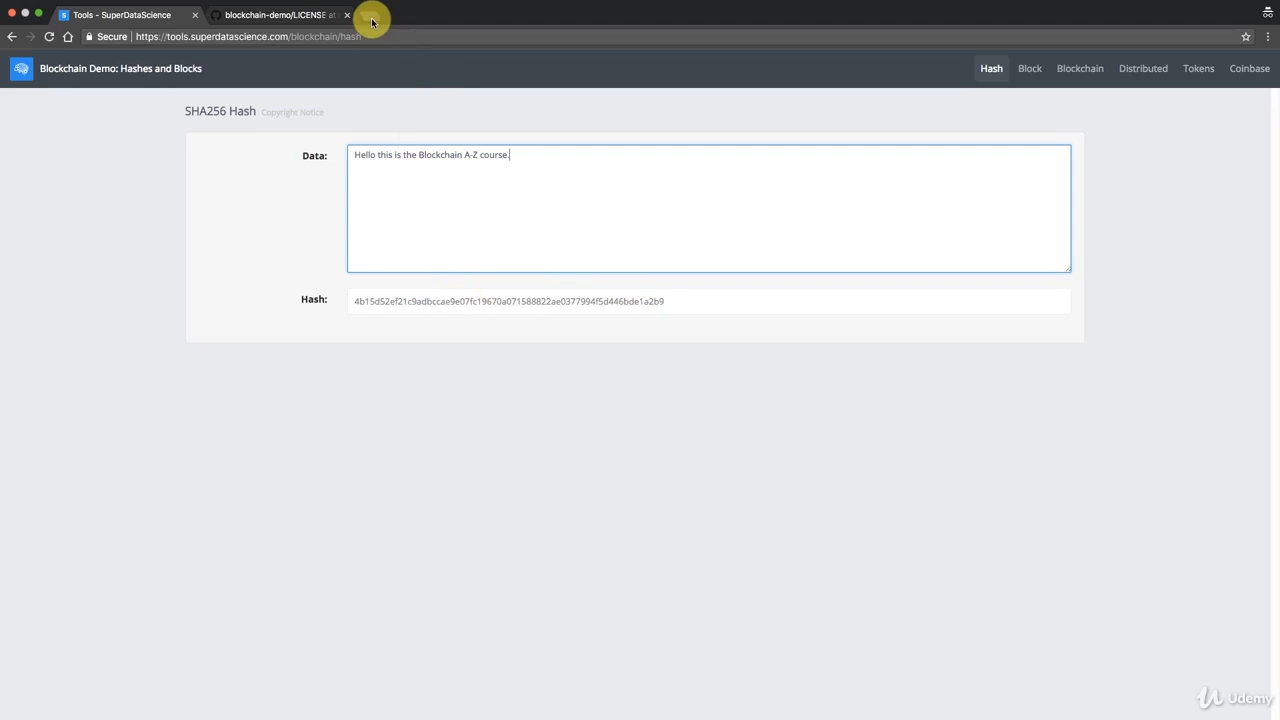 Tools - SuperDataScience
blockchain-demo/LICENSE at
Secure https://tools.superdatascience.com/blockchain/hash
Blockchain Demo: Hashes and Blocks
Hash Block Blockchain Distributed Tokens Coinbase
SHA256 Hash Copyright Notice
Data: Hello this is the Blockchain A-Z course.
Hash: 4b15d52ef21c9adbccae9e07fc19670a071588822ae0377994f5d446bde1a2b9
Udemy